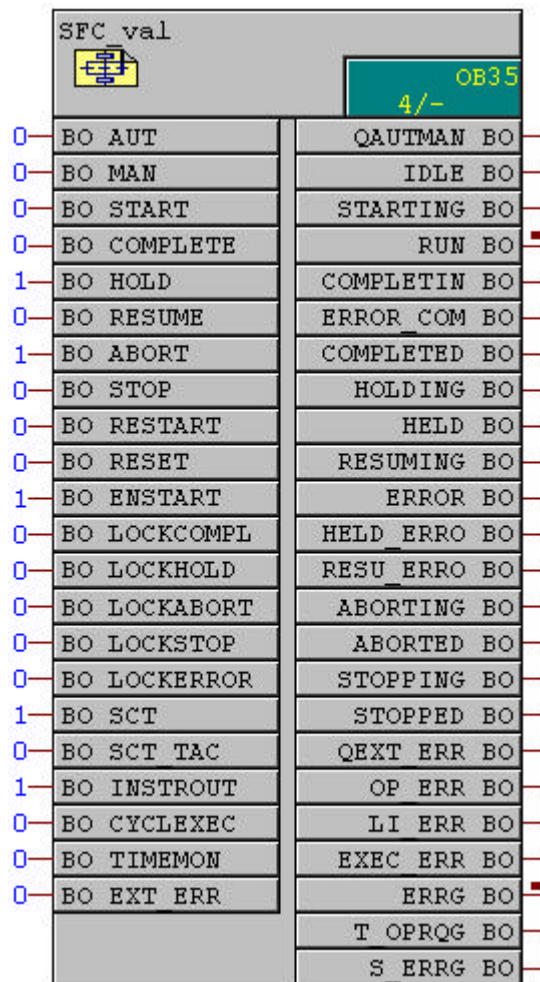 SFC_val
OB35
4/-
0 BO AUT QAUTMAN BO
0 BO MAN IDLE BO
0 BO START STARTING BO
0 BO COMPLETE RUN BO
1 BO HOLD COMPLETIN BO
0 BO RESUME ERROR_COM BO
1 BO ABORT COMPLETED BO
0 BO STOP HOLDING BO
0 BO RESTART HELD BO
0 BO RESET RESUMING BO
1 BO ENSTART ERROR BO
0 BO LOCKCOMPL HELD_ERRO BO
0 BO LOCKHOLD RESU_ERRO BO
0 BO LOCKABORT ABORTING BO
0 BO LOCKSTOP ABORTED BO
0 BO LOCKERROR STOPPING BO
1 BO SCT STOPPED BO
0 BO SCT_TAC QEXT_ERR BO
1 BO INSTROUT OP_ERR BO
0 BO CYCLEXEC LI_ERR BO
0 BO TIMEMON EXEC_ERR BO
0 BO EXT_ERR ERRG BO
T_OPRQG BO
S_ERRG BO